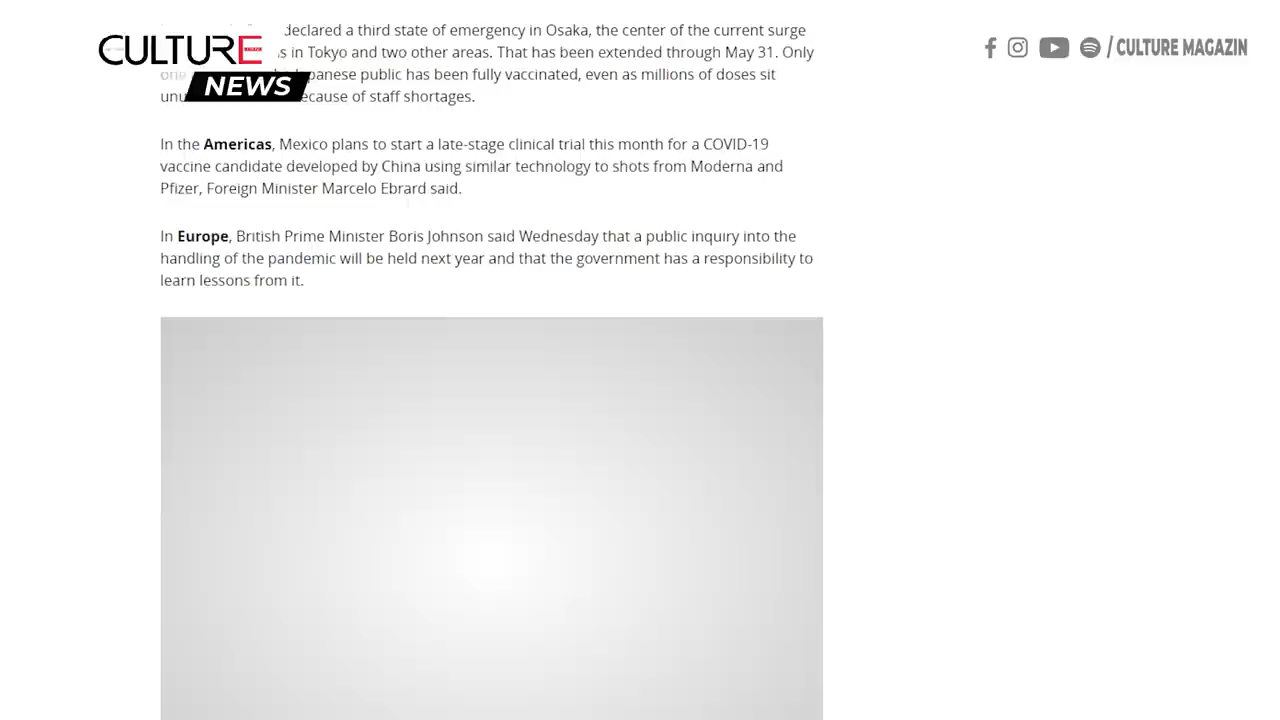 declared a third state of emergency in Osaka, the center of the current surge
in Tokyo and two other areas. That has been extended through May 31. Only
public has been fully vaccinated, even as millions of doses sit
of staff shortages.
CULTURE
NEWS
/ CULTURE MAGAZIN
In the Americas, Mexico plans to start a late-stage clinical trial this month for a COVID-19
vaccine candidate developed by China using similar technology to shots from Moderna and
Pfizer, Foreign Minister Marcelo Ebrard said.
In Europe, British Prime Minister Boris Johnson said Wednesday that a public inquiry into the
handling of the pandemic will be held next year and that the government has a responsibility to
learn lessons from it.